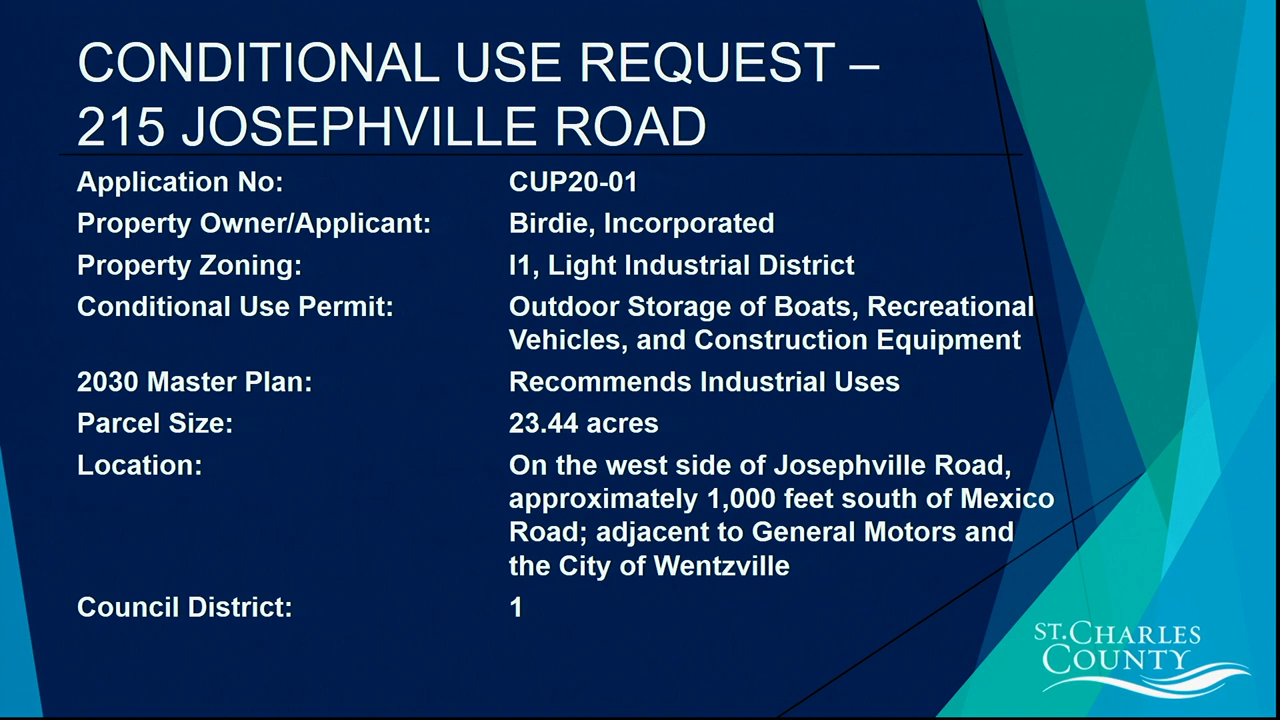 CONDITIONAL USE REQUEST –
215 JOSEPHVILLE ROAD
Application No: CUP20-01
Property Owner/Applicant: Birdie, Incorporated
Property Zoning: I1, Light Industrial District
Conditional Use Permit: Outdoor Storage of Boats, Recreational
Vehicles, and Construction Equipment
2030 Master Plan: Recommends Industrial Uses
Parcel Size: 23.44 acres
Location: On the west side of Josephville Road,
approximately 1,000 feet south of Mexico
Road; adjacent to General Motors and
the City of Wentzville
Council District: 1
ST. CHARLES
COUNTY